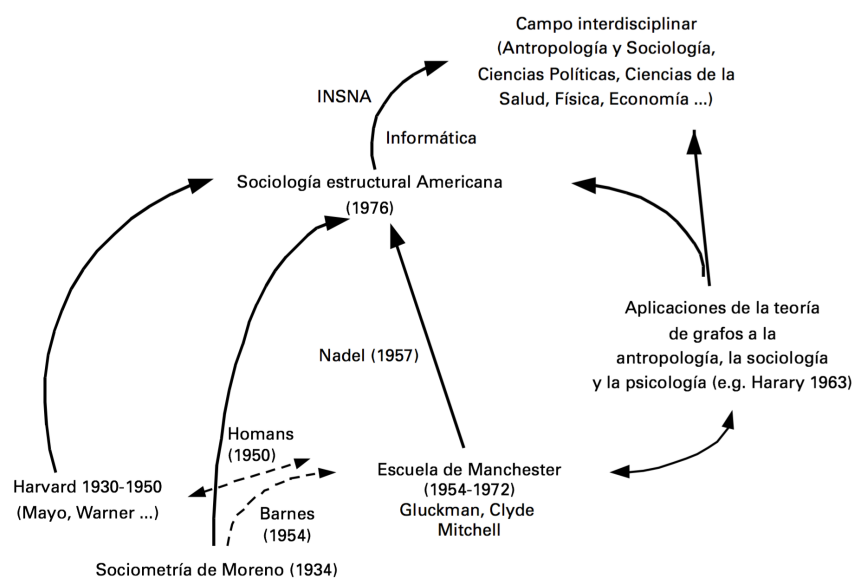 Campo interdisciplinar
(Antropología y Sociología,
Ciencias Políticas, Ciencias de la
Salud, Física, Economía ...)
INSNA
Informática
Sociología estructural Americana
(1976)
Aplicaciones de la teoría
de grafos a la
antropología, la sociología
y la psicología (e.g. Harary 1963)
Nadel (1957)
Homans
(1950)
Harvard 1930-1950
(Mayo, Warner ...)
Escuela de Manchester
(1954-1972)
Gluckman, Clyde
Mitchell
Barnes
(1954)
Sociometría de Moreno (1934)